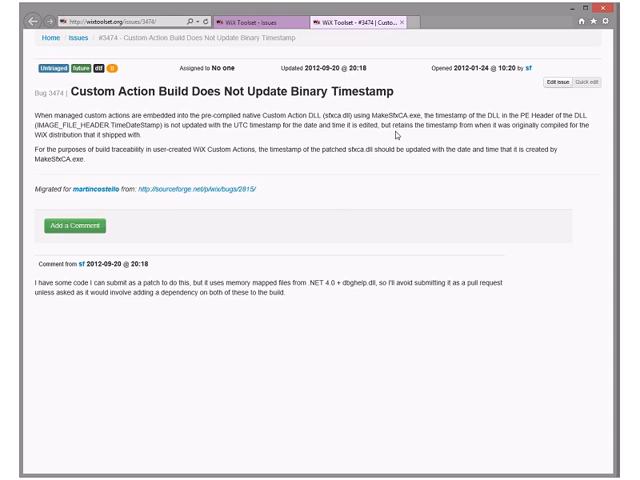 http://wixtoolset.org/issues/3474/
WiX Toolset - Issues
WiX Toolset - #3474 | Custo... ×
Home / Issues / #3474 - Custom Action Build Does Not Update Binary Timestamp
Untriaged future dtf 0 Assigned to No one Updated 2012-09-20 @ 20:18 Opened 2012-01-24 @ 10:20 by sf
Edit issue Quick edit
Bug 3474 | Custom Action Build Does Not Update Binary Timestamp
When managed custom actions are embedded into the pre-complied native Custom Action DLL (sfxca.dll) using MakeSfxCA.exe, the timestamp of the DLL in the PE Header of the DLL
(IMAGE_FILE_HEADER.TimeDateStamp) is not updated with the UTC timestamp for the date and time it is edited, but retains the timestamp from when it was originally compiled for the
WiX distribution that it shipped with.
For the purposes of build traceability in user-created WiX Custom Actions, the timestamp of the patched sfxca.dll should be updated with the date and time that it is created by
MakeSfxCA.exe.
Migrated for martincostello from: http://sourceforge.net/p/wix/bugs/2815/
Add a Comment
Comment from sf 2012-09-20 @ 20:18
I have some code I can submit as a patch to do this, but it uses memory mapped files from .NET 4.0 + dbghelp.dll, so I'll avoid submitting it as a pull request
unless asked as it would involve adding a dependency on both of these to the build.